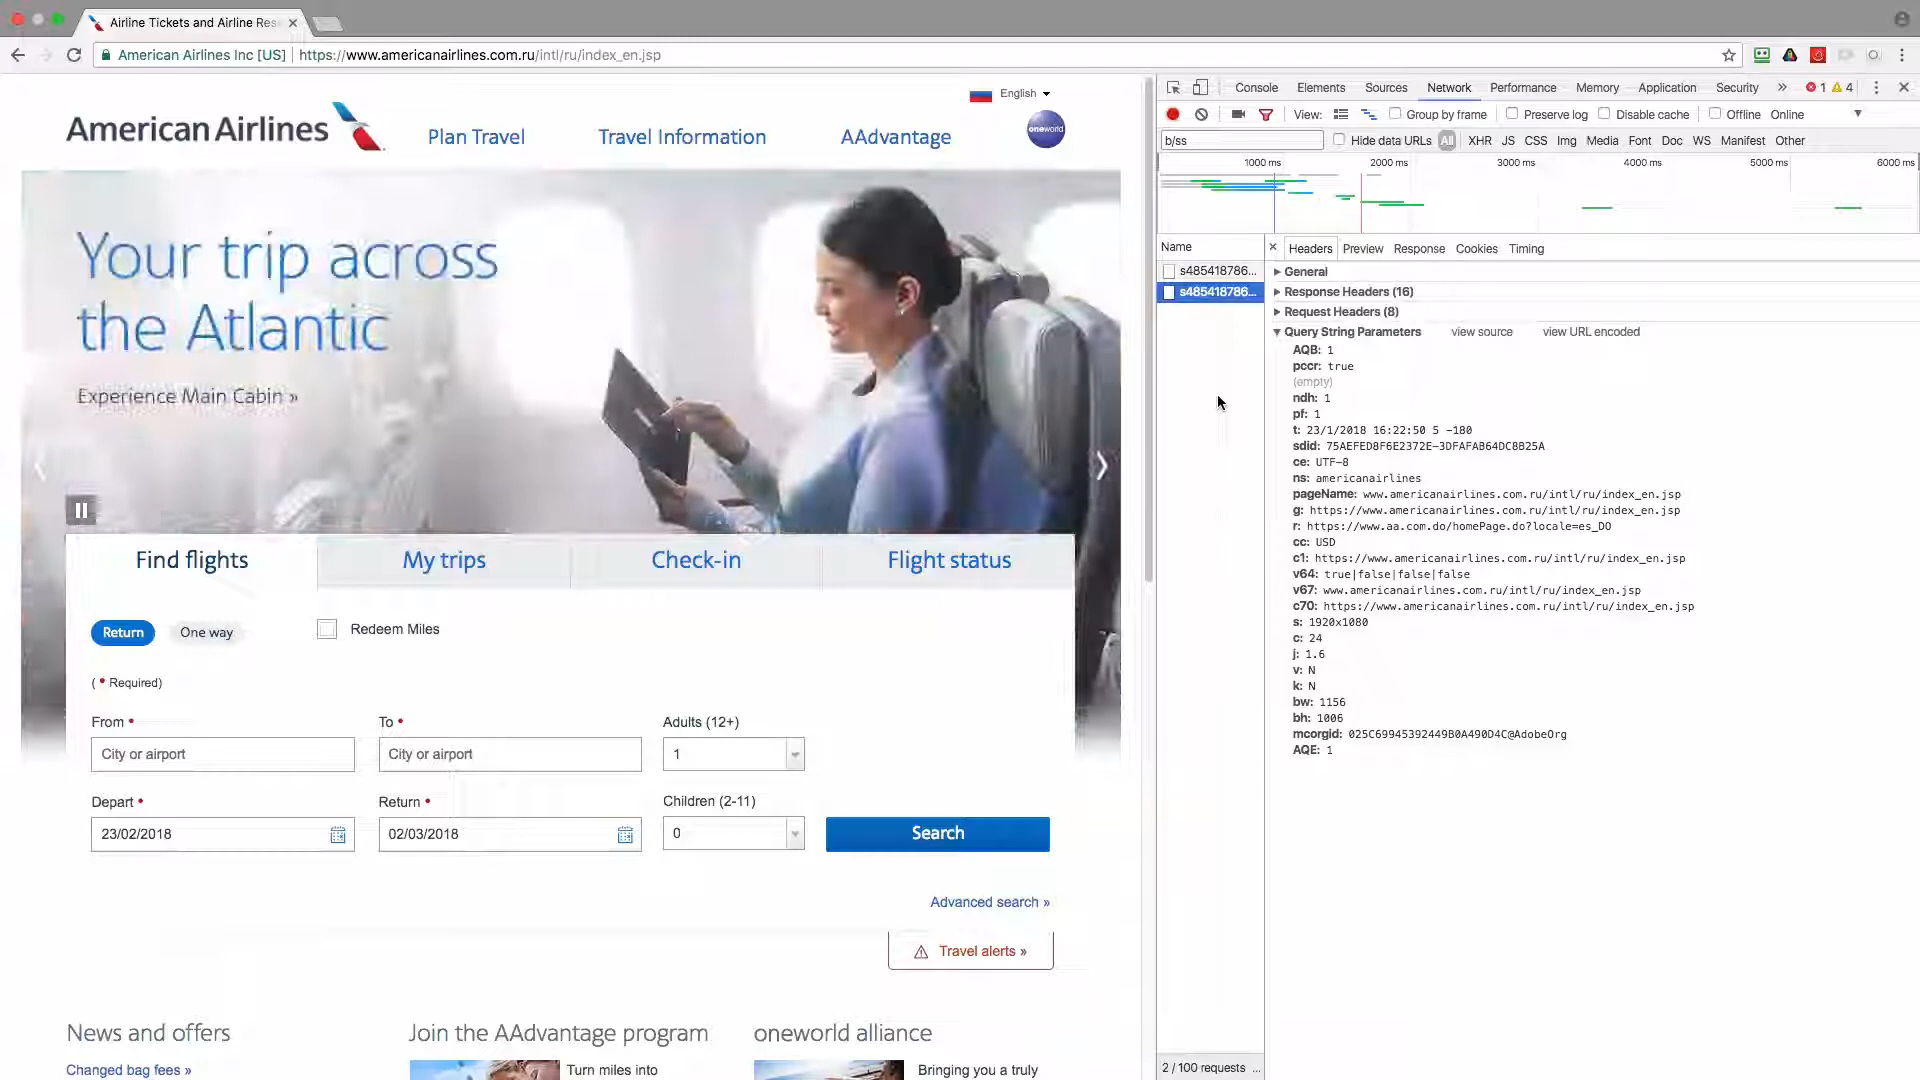 Airline Tickets and Airline Rese
American Airlines Inc [US]
https://www.americanairlines.com.ru/intl/ru/index_en.jsp
English
American Airlines
Plan Travel
Travel Information
AAdvantage
oneworld
Your trip across
the Atlantic
Experience Main Cabin »
Find flights
My trips
Check-in
Flight status
Return
One way
Redeem Miles
( • Required)
From •
To •
Adults (12+)
City or airport
City or airport
1
Depart •
Return •
Children (2-11)
23/02/2018
02/03/2018
0
Search
Advanced search »
Travel alerts »
News and offers
Join the AAdvantage program
oneworld alliance
Changed bag fees »
Turn miles into
Bringing you a truly
Console
Elements
Sources
Network
Performance
Memory
Application
Security
»
1
4
View:
Group by frame
Preserve log
Disable cache
Offline
Online
b/ss
Hide data URLs
All
XHR
JS
CSS
Img
Media
Font
Doc
WS
Manifest
Other
1000 ms
2000 ms
3000 ms
4000 ms
5000 ms
6000 ms
Name
Headers
Preview
Response
Cookies
Timing
s485418786...
s485418786...
General
Response Headers (16)
Request Headers (8)
Query String Parameters
view source
view URL encoded
AQB: 1
pccr: true
(empty)
ndh: 1
pf: 1
t: 23/1/2018 16:22:50 5 -180
sdid: 75AEFED8F6E2372E-3DFAFAB64DC8B25A
ce: UTF-8
ns: americanairlines
pageName: www.americanairlines.com.ru/intl/ru/index_en.jsp
g: https://www.americanairlines.com.ru/intl/ru/index_en.jsp
r: https://www.aa.com.do/homePage.do?locale=es_DO
cc: USD
c1: https://www.americanairlines.com.ru/intl/ru/index_en.jsp
v64: true|false|false|false
v67: www.americanairlines.com.ru/intl/ru/index_en.jsp
c70: https://www.americanairlines.com.ru/intl/ru/index_en.jsp
s: 1920x1080
c: 24
j: 1.6
v: N
k: N
bw: 1156
bh: 1006
mcorgid: 025C69945392449B0A490D4C@AdobeOrg
AQE: 1
2 / 100 requests ...